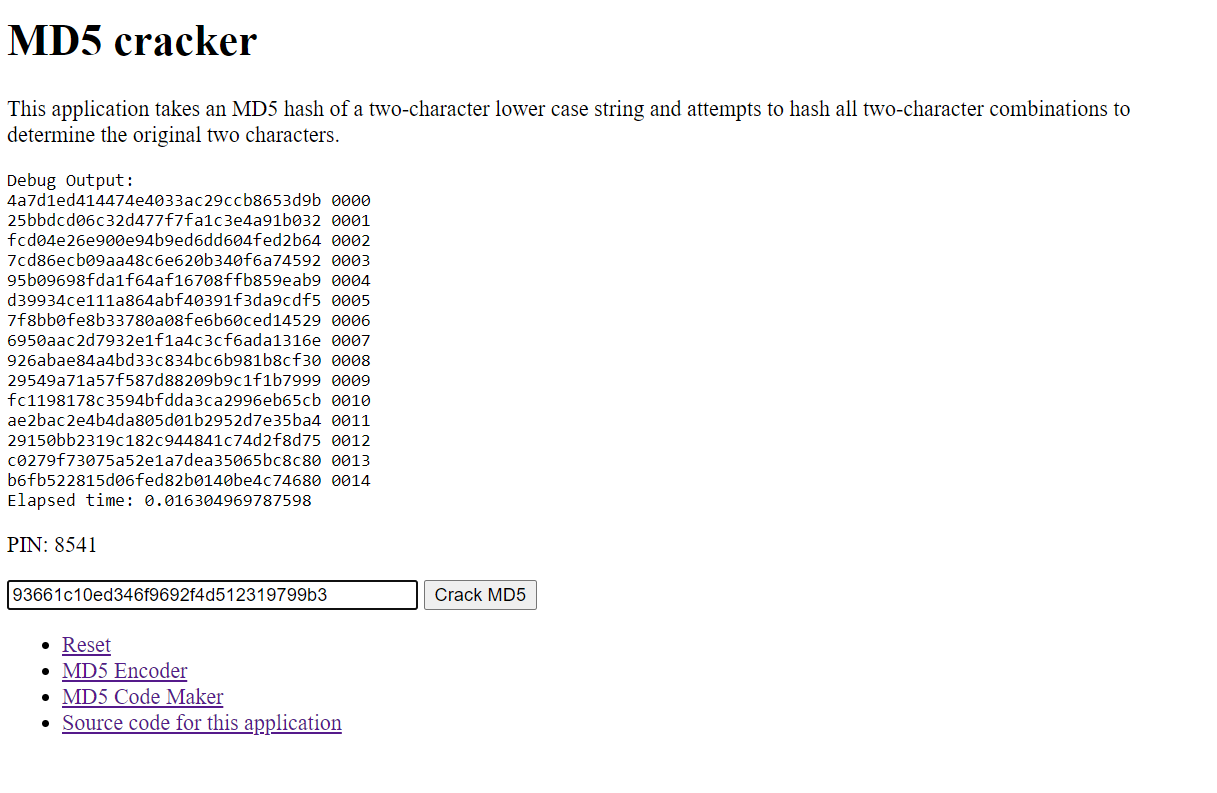 MD5 cracker
This application takes an MD5 hash of a two-character lower case string and attempts to hash all two-character combinations to
determine the original two characters.
Debug Output:
4a7d1ed414474e4033ac29ccb8653d9b 0000
25bbdcd06c32d477f7fa1c3e4a91b032 0001
fcd04e26e900e94b9ed6dd604fed2b64 0002
7cd86ecb09aa48c6e620b340f6a74592 0003
95b09698fda1f64af16708ffb859eab9 0004
d39934ce111a864abf40391f3da9cdf5 0005
7f8bb0fe8b33780a08fe6b60ced14529 0006
6950aac2d7932e1f1a4c3cf6ada1316e 0007
926abae84a4bd33c834bc6b981b8cf30 0008
29549a71a57f587d88209b9c1f1b7999 0009
fc1198178c3594bfdda3ca2996eb65cb 0010
ae2bac2e4b4da805d01b2952d7e35ba4 0011
29150bb2319c182c944841c74d2f8d75 0012
c0279f73075a52e1a7dea35065bc8c80 0013
b6fb522815d06fed82b0140be4c74680 0014
Elapsed time: 0.016304969787598
PIN: 8541
93661c10ed346f9692f4d512319799b3 Crack MD5
Reset
MD5 Encoder
MD5 Code Maker
Source code for this application